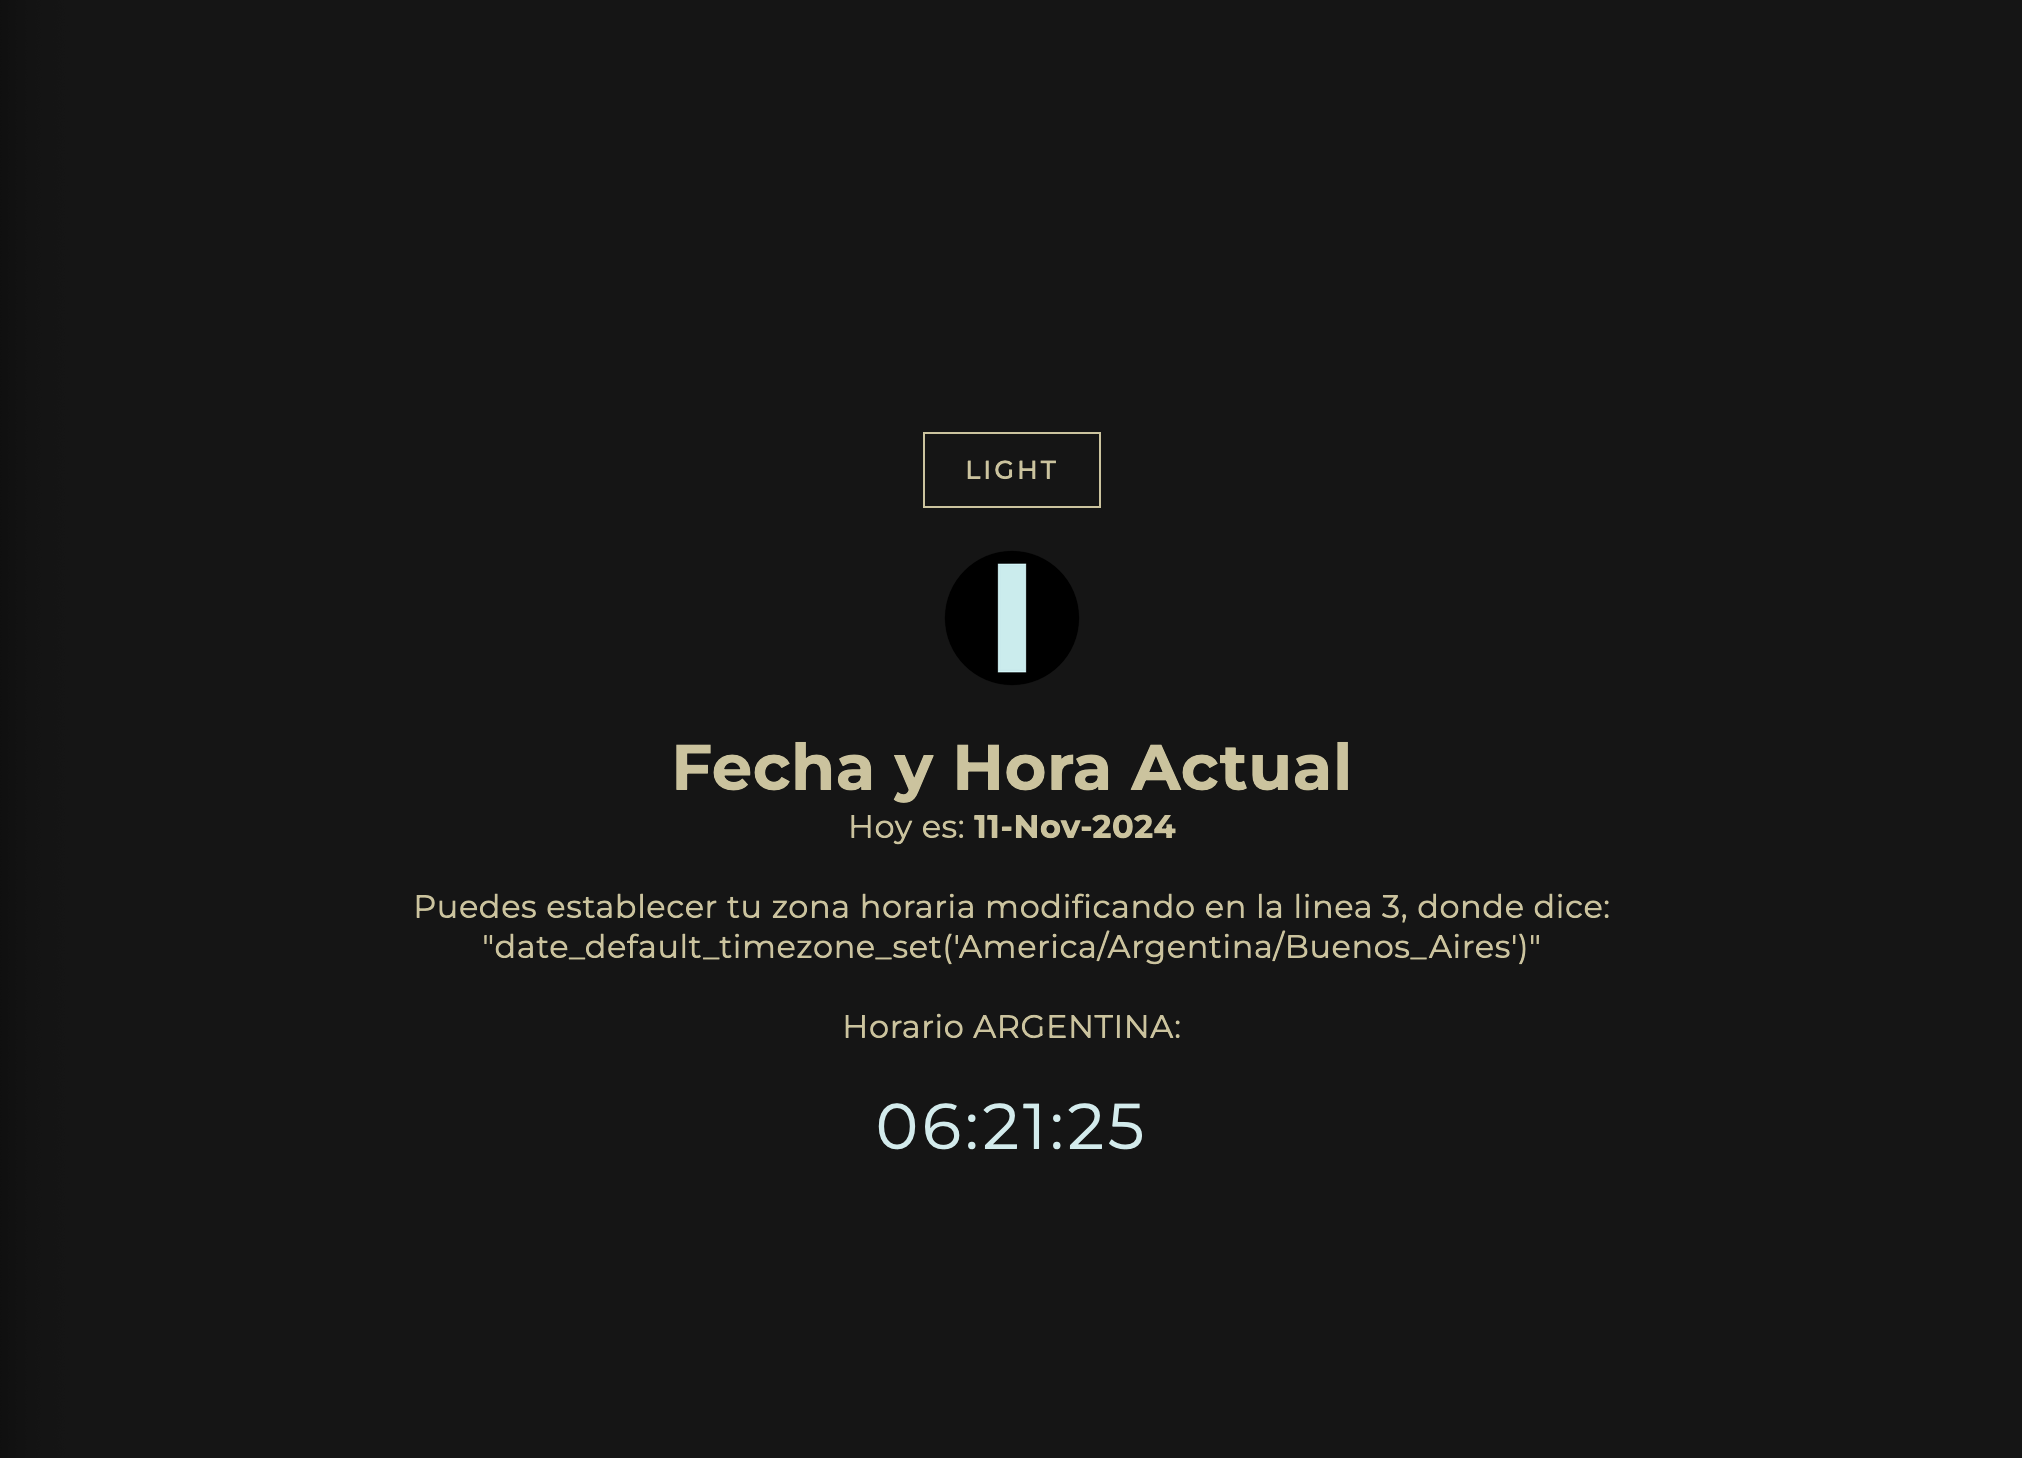 LIGHT
Fecha y Hora Actual
Hoy es: 11-Nov-2024
Puedes establecer tu zona horaria modificando en la linea 3, donde dice:
"date_default_timezone_set('America/Argentina/Buenos_Aires')"
Horario ARGENTINA:
06:21:25